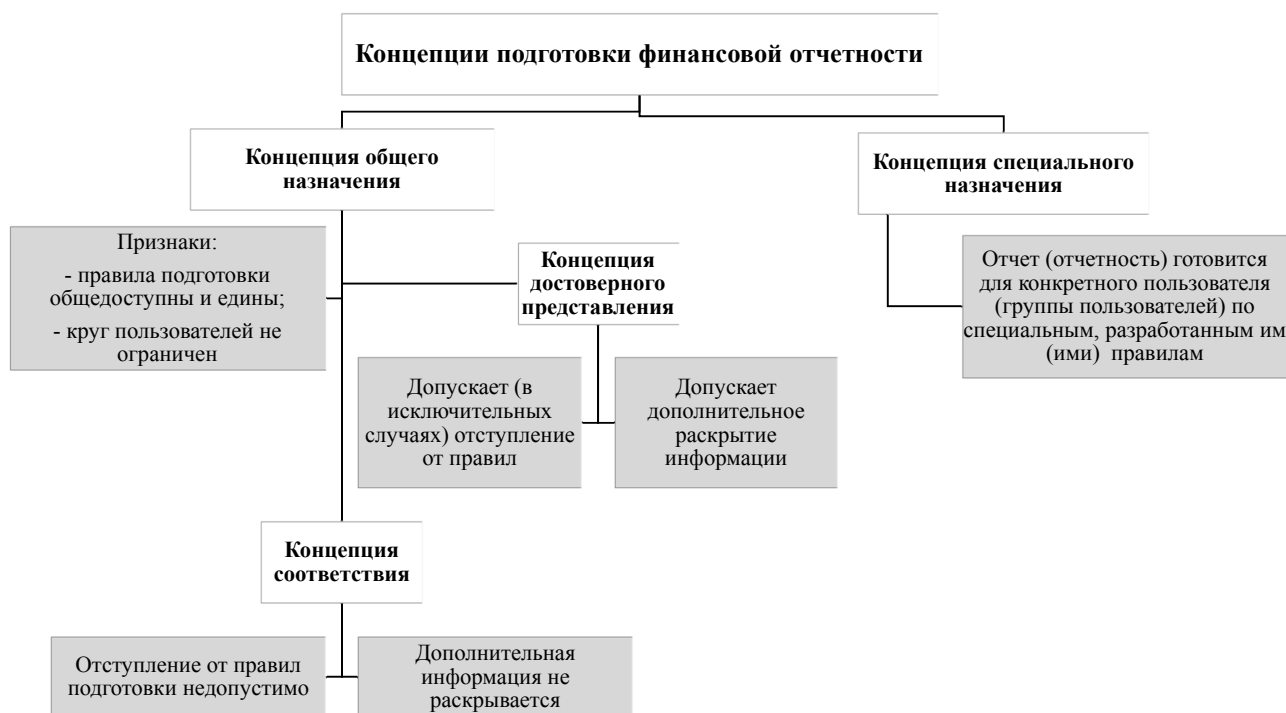 Концепции подготовки финансовой отчетности
Концепция общего
назначения
Концепция специального
назначения
Признаки:
- правила подготовки
общедоступны и едины;
- круг пользователей не
ограничен
Концепция
достоверного
представления
Отчет (отчетность) готовится
для конкретного пользователя
(группы пользователей) по
специальным, разработанным им
(ими) правилам
Допускает (в
исключительных
случаях) отступление
от правил
Допускает
дополнительное
раскрытие
информации
Концепция
соответствия
Отступление от правил
подготовки недопустимо
Дополнительная
информация не
раскрывается